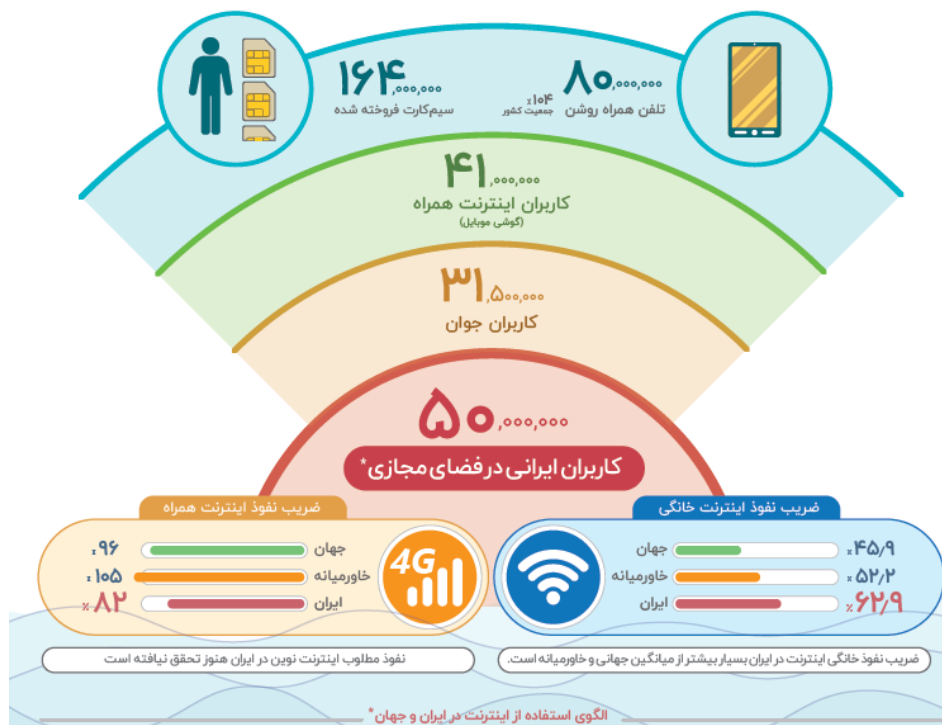 ۸۰,۰۰۰,۰۰۰
تلفن همراه روشن
۱۰۴٪
جمعیت کشور
۱۶۴,۰۰۰,۰۰۰
سیم‌کارت فروخته شده
۴۱,۰۰۰,۰۰۰
کاربران اینترنت همراه
(گوشی موبایل)
۳۱,۵۰۰,۰۰۰
کاربران جوان
۵۰,۰۰۰,۰۰۰
کاربران ایرانی در فضای مجازی*
ضریب نفوذ اینترنت خانگی
جهان ۴۵٫۹٪
خاورمیانه ۵۲٫۲٪
ایران ۶۲٫۹٪
ضریب نفوذ اینترنت همراه
4G
جهان ۹۶٪
خاورمیانه ۱۰۵٪
ایران ۸۲٪
ضریب نفوذ خانگی اینترنت در ایران بسیار بیشتر از میانگین جهانی و خاورمیانه است.
نفوذ مطلوب اینترنت نوین در ایران هنوز تحقق نیافته است
الگوی استفاده از اینترنت در ایران و جهان*